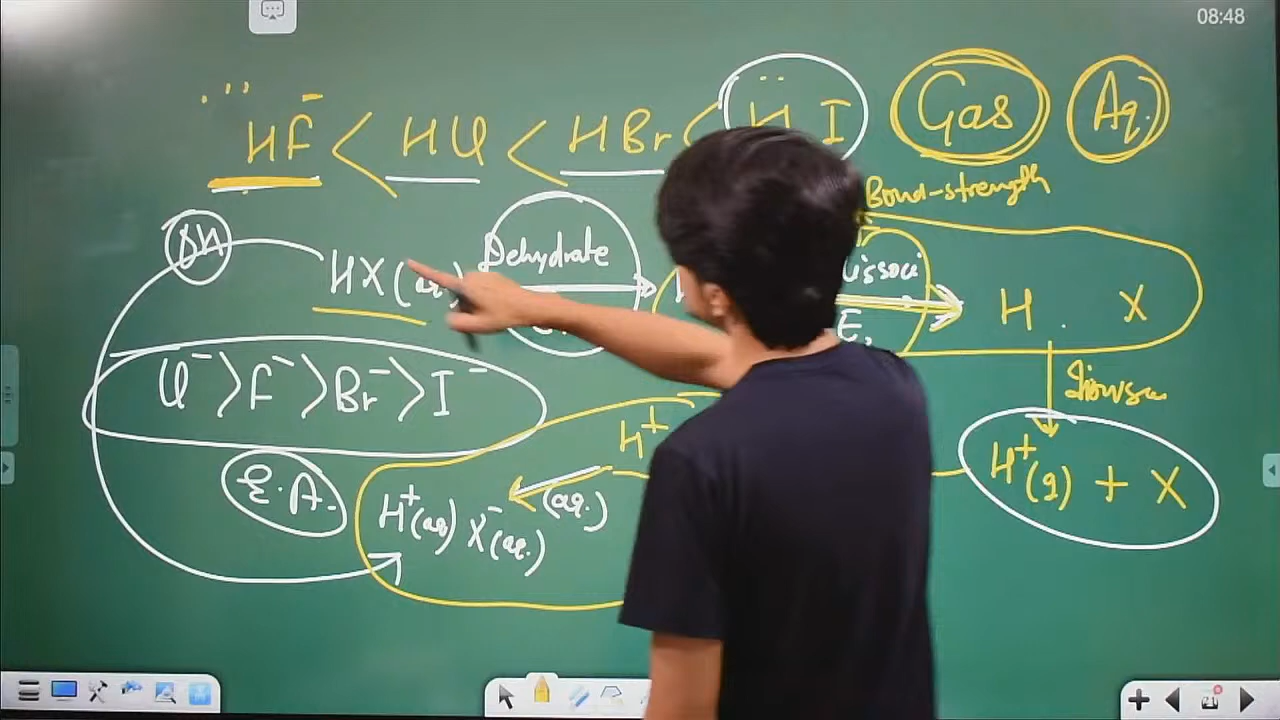 08:48
HF < HCl < HBr < HI Gas Aq.
Bond-strength
ΔH HX(aq) Dehydrate
H X
E,
Cl⁻ > F⁻ > Br⁻ > I⁻
H⁺
E.A.
H⁺(g) + X
(aq.)
H⁺(aq) X⁻(aq.)